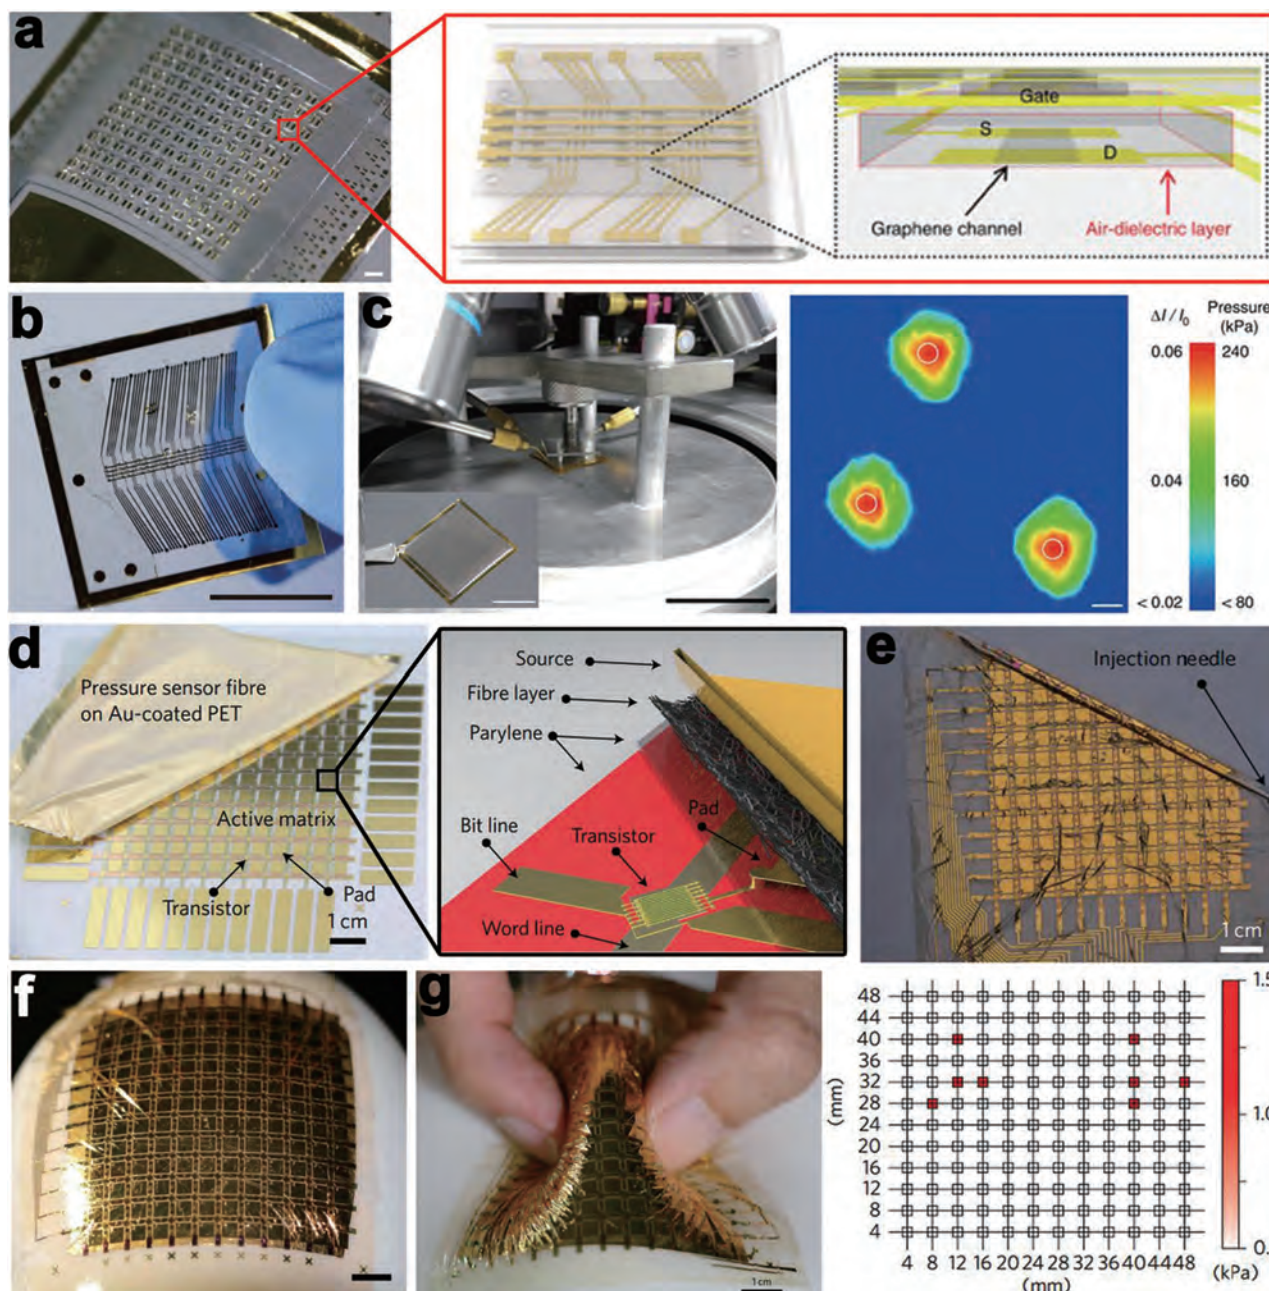 a
Gate
S
D
Graphene channel
Air-dielectric layer
b
c
ΔI / I₀
Pressure
(kPa)
0.06
240
0.04
160
< 0.02
< 80
d
Pressure sensor fibre
on Au-coated PET
Active matrix
Transistor
Pad
1 cm
Source
Fibre layer
Parylene
Bit line
Transistor
Pad
Word line
e
Injection needle
1 cm
f
g
1 cm
48
44
40
36
32
28
24
20
16
12
8
4
(mm)
4 8 12 16 20 24 28 32 36 40 44 48
(mm)
1.5
1.0
0.
(kPa)